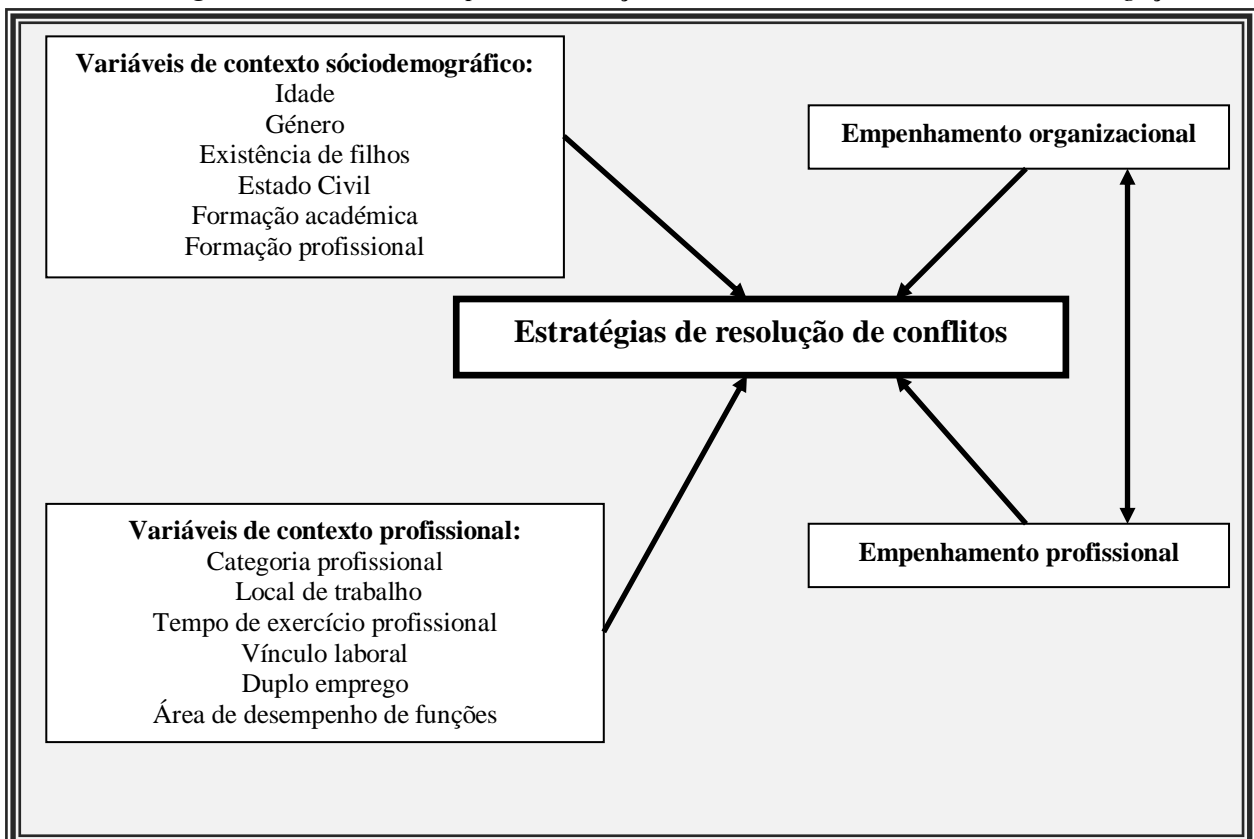 Variáveis de contexto sóciodemográfico:
Idade
Género
Existência de filhos
Estado Civil
Formação académica
Formação profissional
Empenhamento organizacional
Estratégias de resolução de conflitos
Variáveis de contexto profissional:
Categoria profissional
Local de trabalho
Tempo de exercício profissional
Vínculo laboral
Duplo emprego
Área de desempenho de funções
Empenhamento profissional